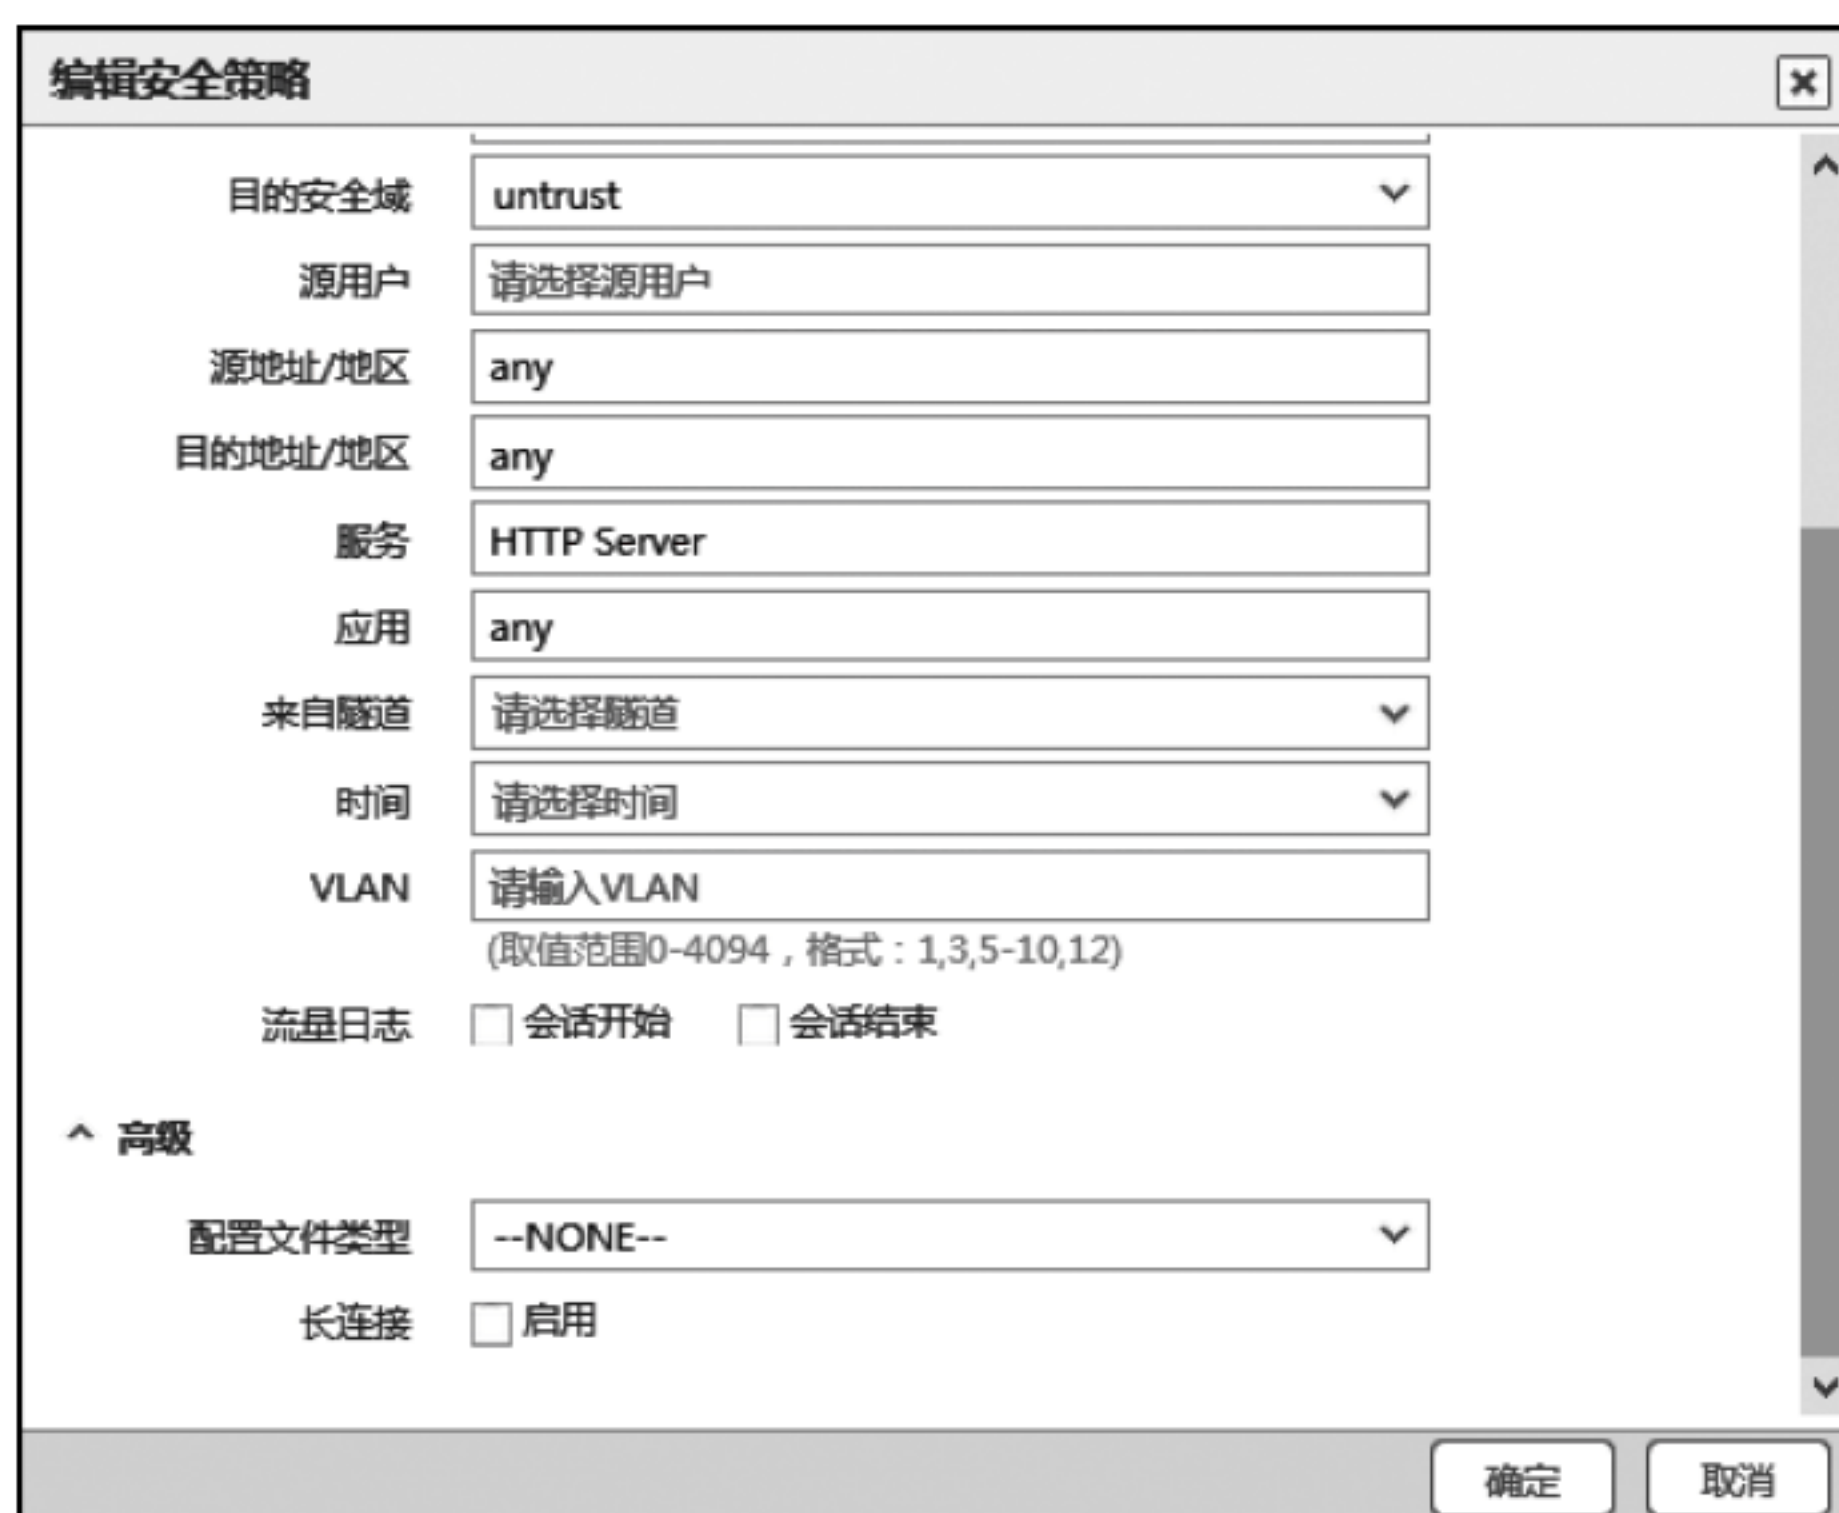 编辑安全策略
目的安全域 untrust
源用户 请选择源用户
源地址/地区 any
目的地址/地区 any
服务 HTTP Server
应用 any
来自隧道 请选择隧道
时间 请选择时间
VLAN 请输入VLAN
(取值范围0-4094，格式：1,3,5-10,12)
流量日志 会话开始 会话结束
高级
配置文件类型 --NONE--
长连接 启用
确定 取消